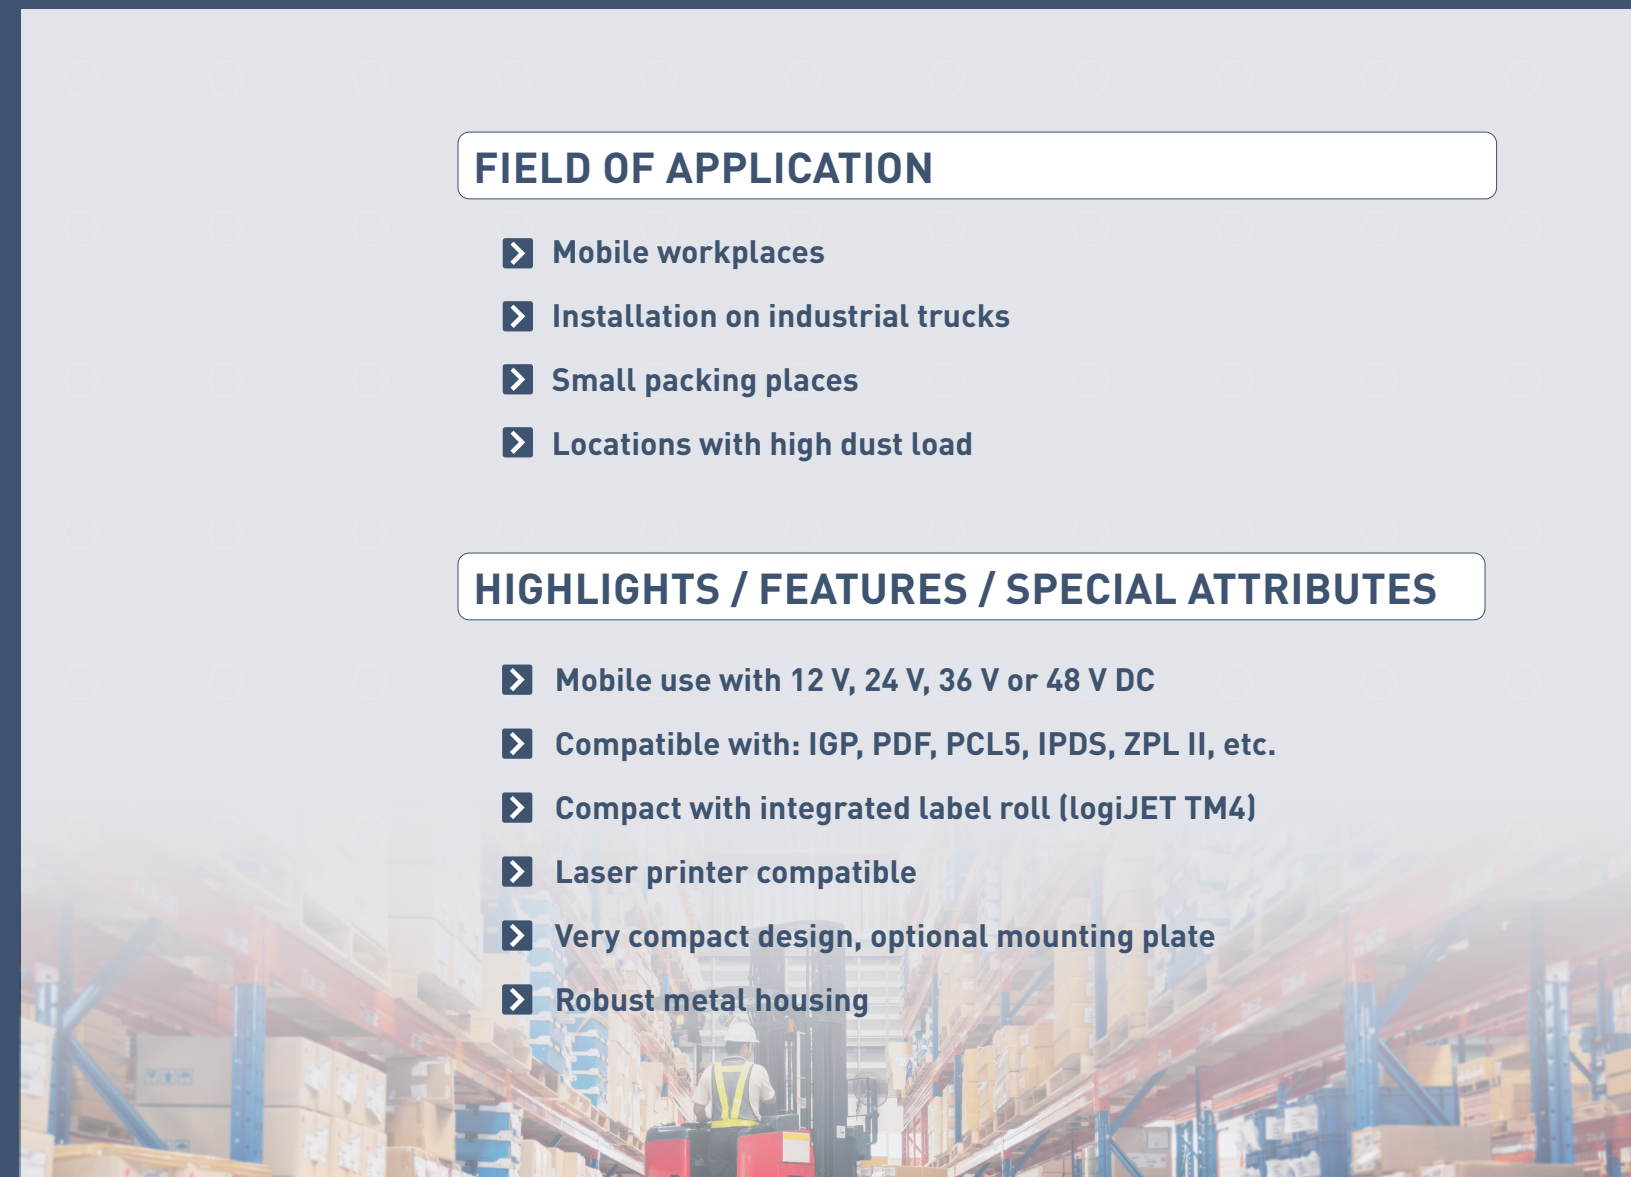 FIELD OF APPLICATION
Mobile workplaces
Installation on industrial trucks
Small packing places
Locations with high dust load
HIGHLIGHTS / FEATURES / SPECIAL ATTRIBUTES
Mobile use with 12 V, 24 V, 36 V or 48 V DC
Compatible with: IGP, PDF, PCL5, IPDS, ZPL II, etc.
Compact with integrated label roll (logiJET TM4)
Laser printer compatible
Very compact design, optional mounting plate
Robust metal housing